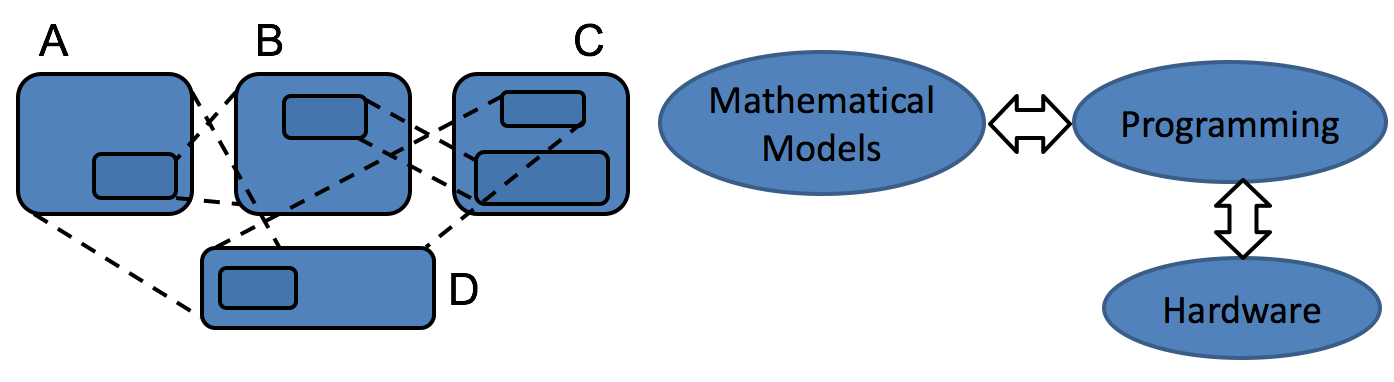 A
B
C
D
Mathematical
Models
Programming
Hardware